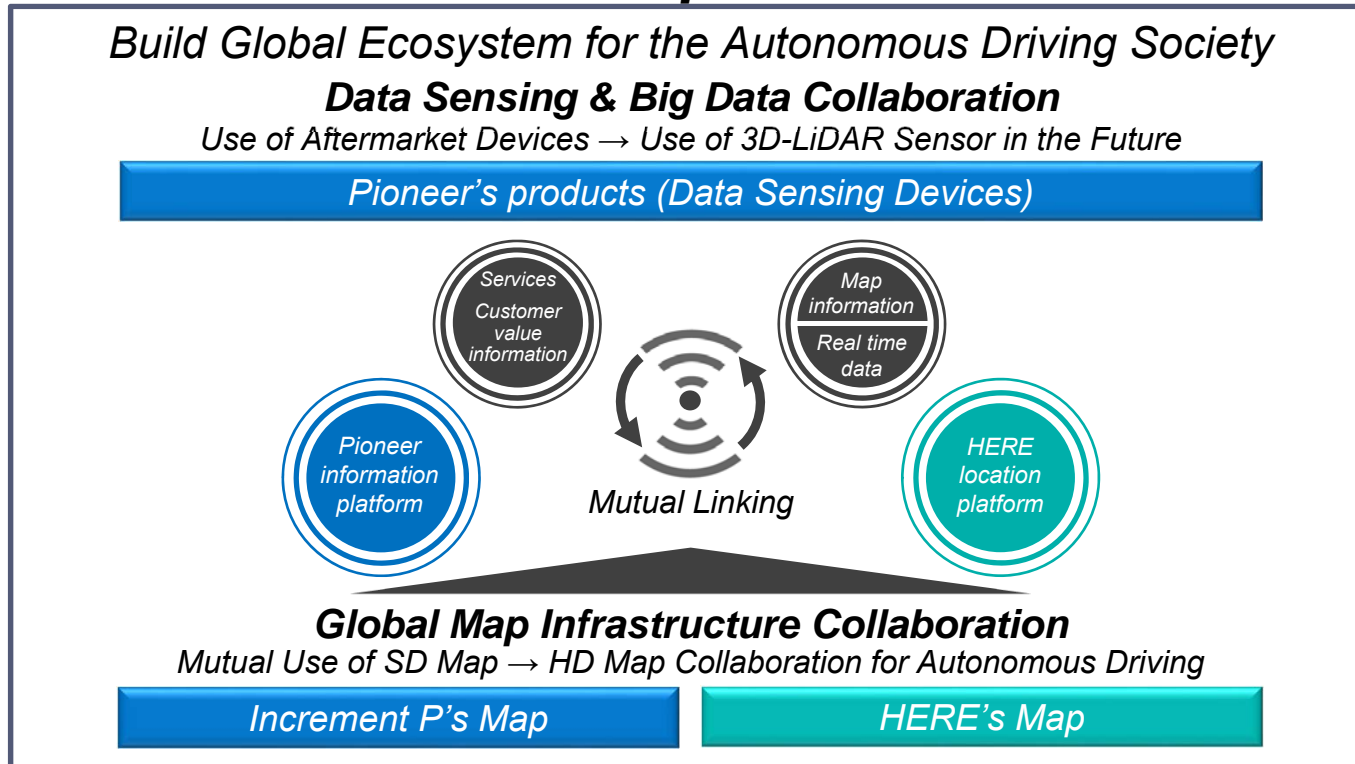 Build Global Ecosystem for the Autonomous Driving Society
Data Sensing & Big Data Collaboration
Use of Aftermarket Devices → Use of 3D-LiDAR Sensor in the Future
Pioneer's products (Data Sensing Devices)
Services
Customer
value
information
Map
information
Real time
data
Pioneer
information
platform
Mutual Linking
HERE
location
platform
Global Map Infrastructure Collaboration
Mutual Use of SD Map → HD Map Collaboration for Autonomous Driving
Increment P's Map
HERE's Map